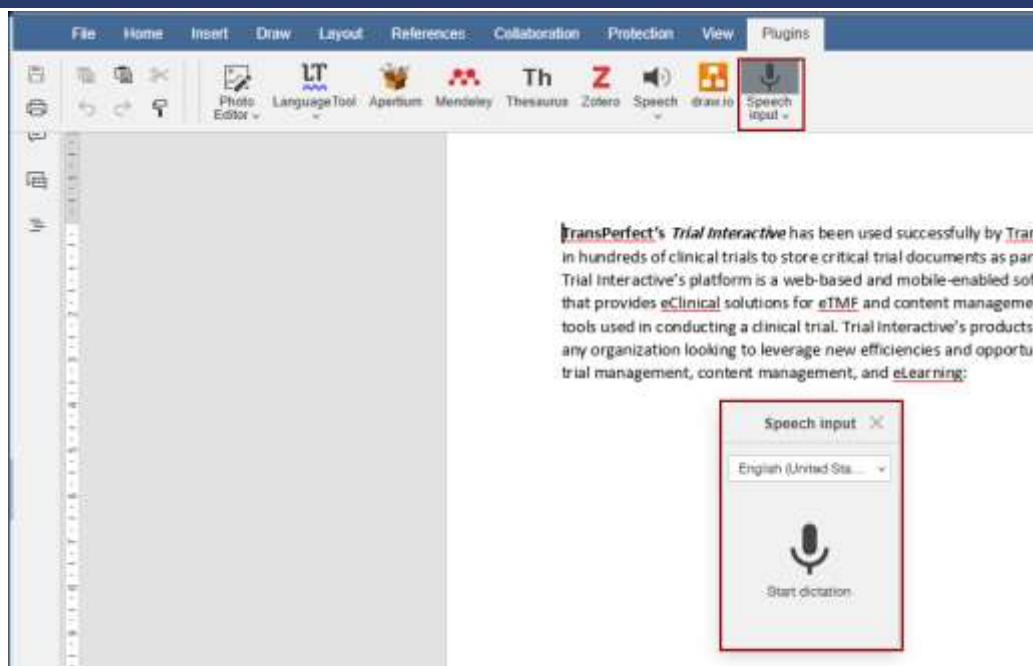 File Home Insert Draw Layout References Collaboration Protection View Plugins
Photo Editor
LanguageTool
Apertium
Mendeley
Th
Thesaurus
Z
Zotero
Speech
draw.io
Speech input
TransPerfect's Trial Interactive has been used successfully by Tran
in hundreds of clinical trials to store critical trial documents as par
Trial Interactive's platform is a web-based and mobile-enabled sof
that provides eClinical solutions for eTMF and content manageme
tools used in conducting a clinical trial. Trial Interactive's products
any organization looking to leverage new efficiencies and opportu
trial management, content management, and eLearning:
Speech input
English (United Sta...
Start dictation